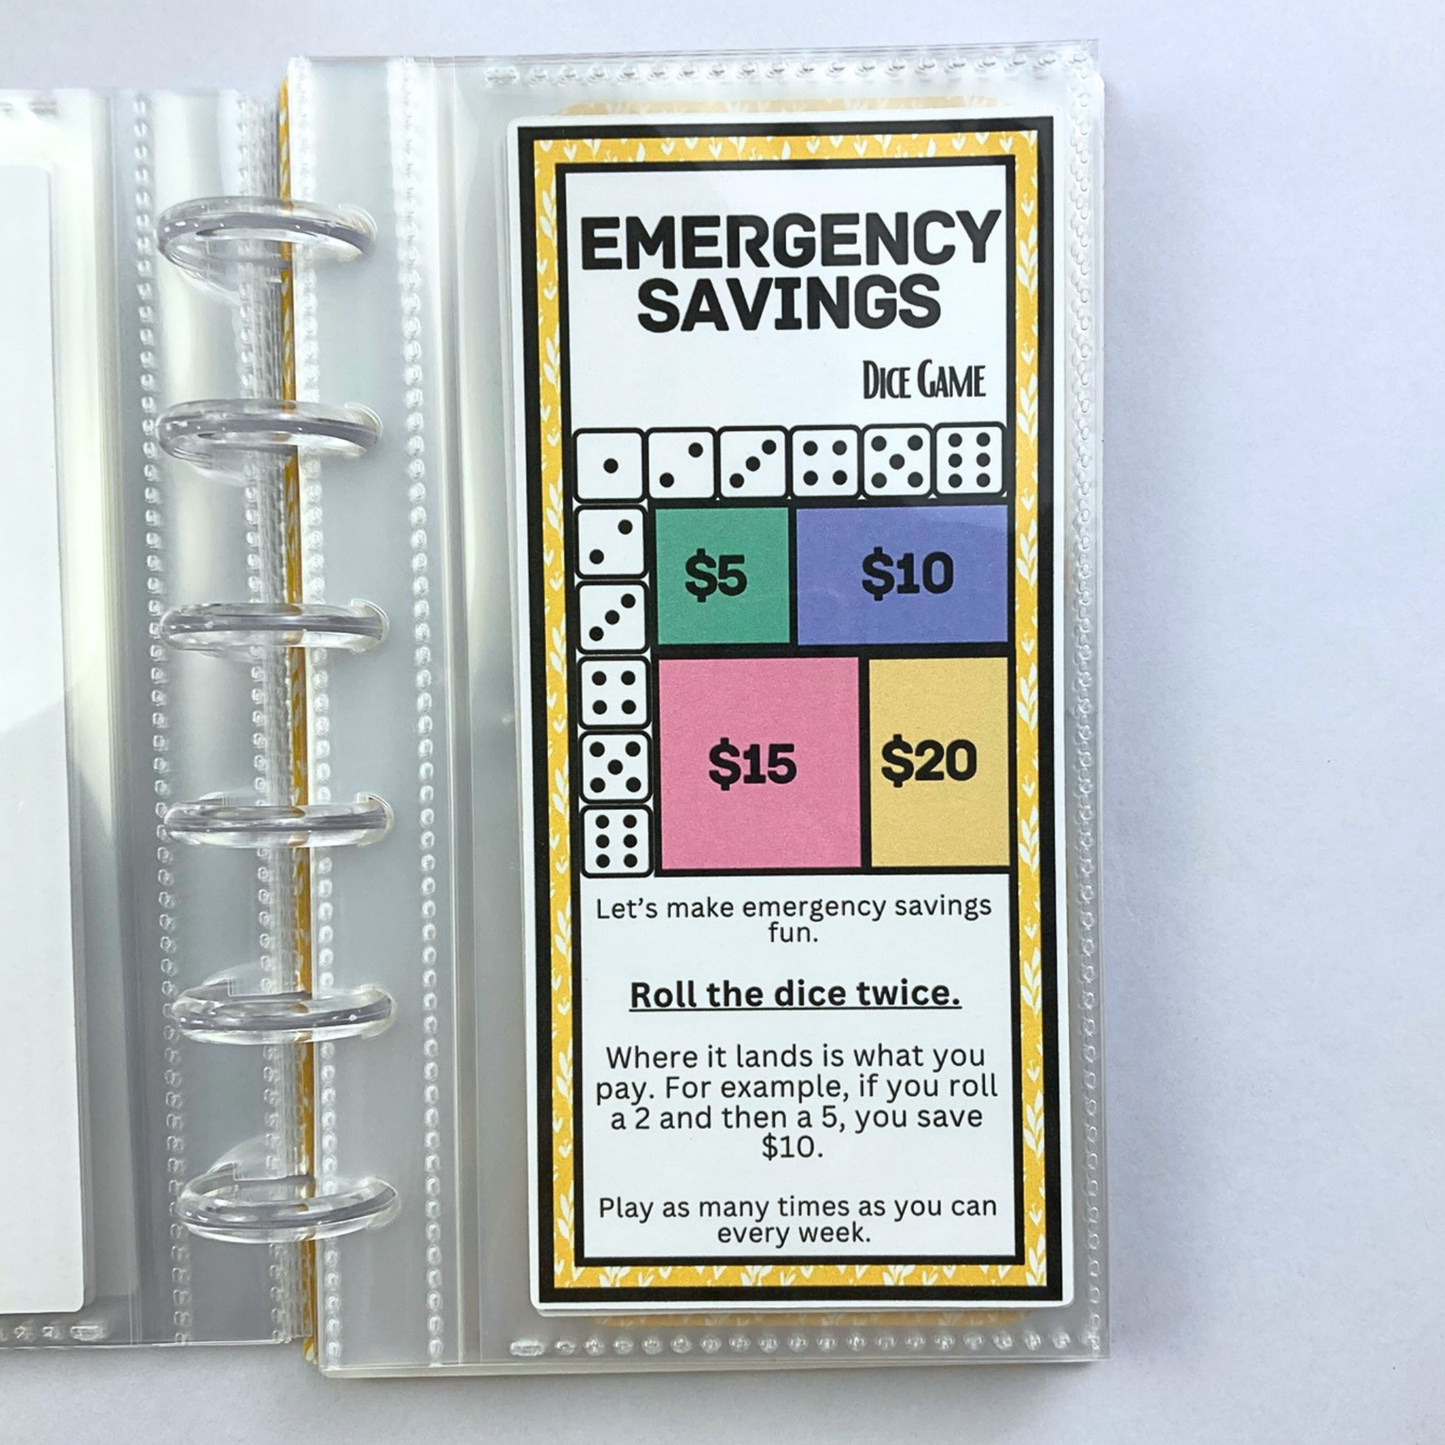 EMERGENCY
SAVINGS
DICE GAME
$5 $10
$15 $20
Let's make emergency savings
fun.
Roll the dice twice.
Where it lands is what you
pay. For example, if you roll
a 2 and then a 5, you save
$10.
Play as many times as you can
every week.